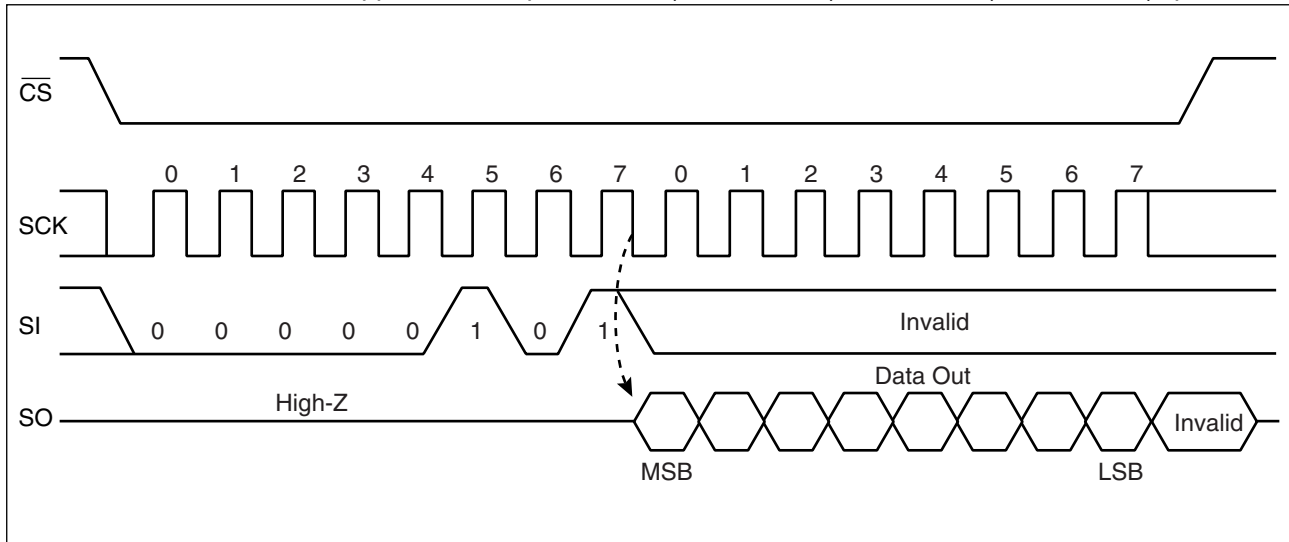 CS
0 1 2 3 4 5 6 7 0 1 2 3 4 5 6 7
SCK
SI
0 0 0 0 0 1 0 1
Invalid
Data Out
High-Z
SO
Invalid
MSB
LSB